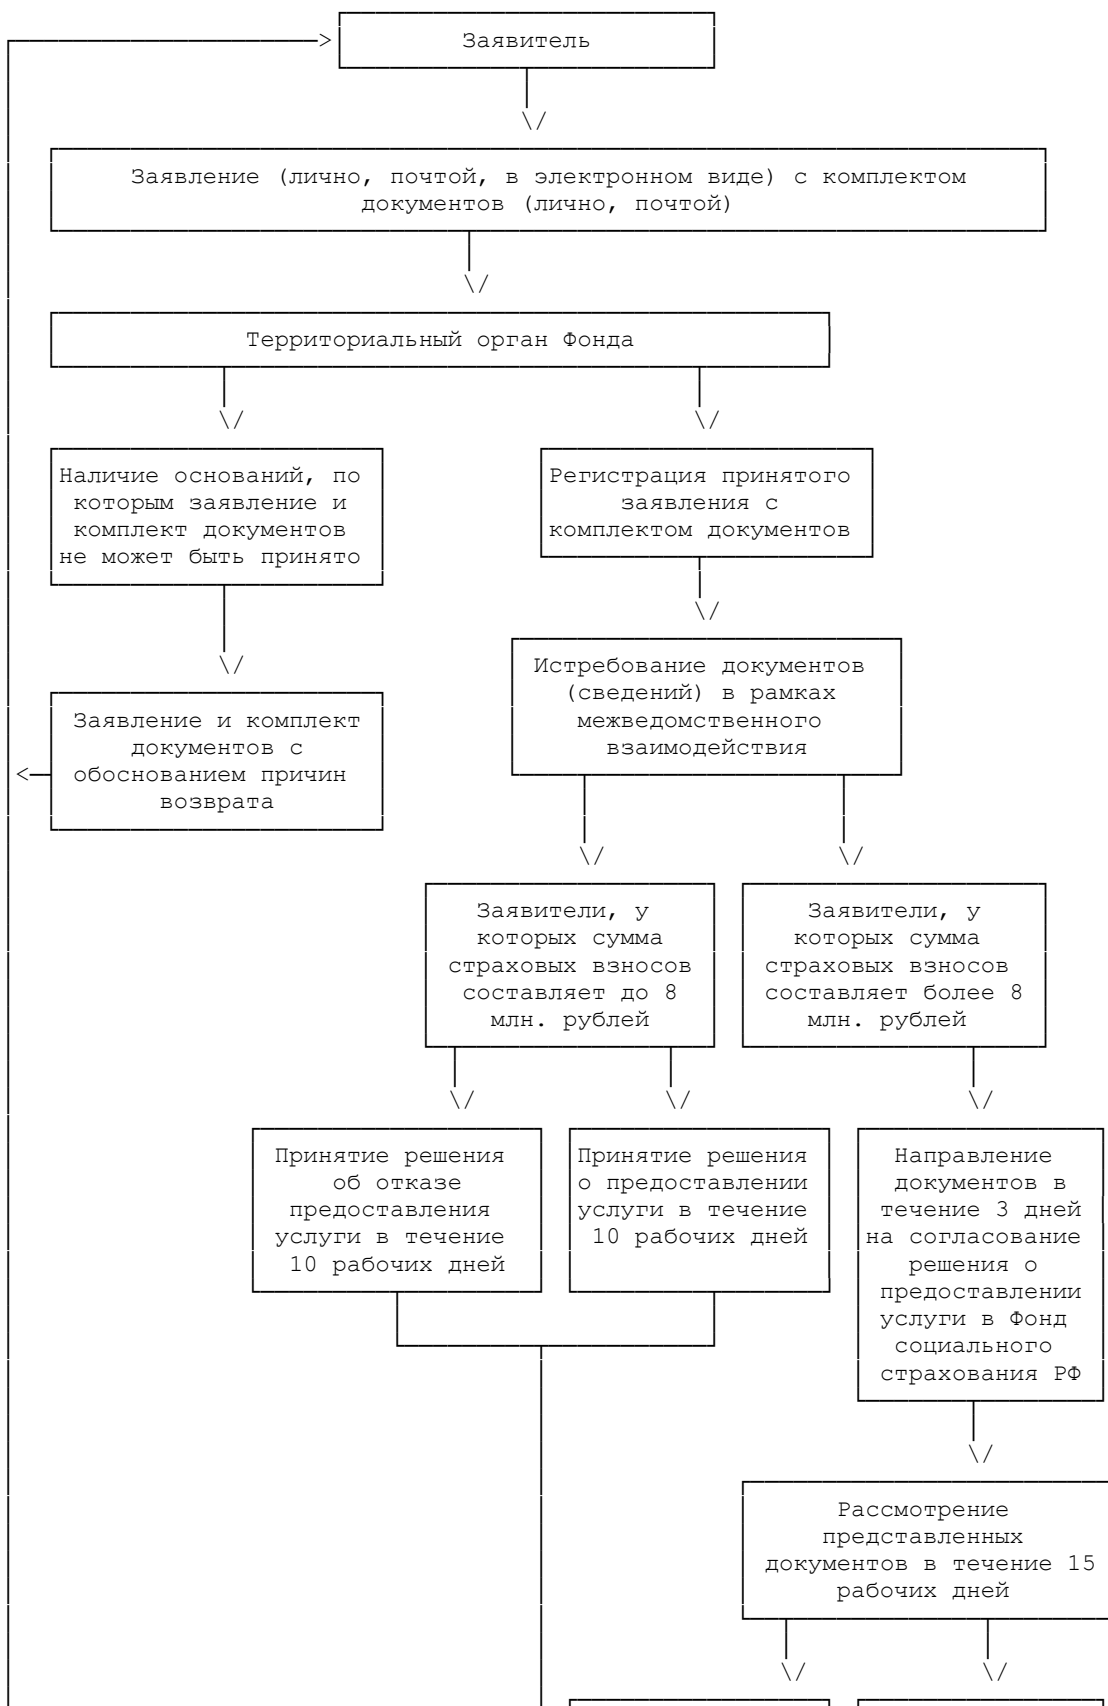 Заявитель
Заявление (лично, почтой, в электронном виде) с комплектом
документов (лично, почтой)
Территориальный орган Фонда
Наличие оснований, по
которым заявление и
комплект документов
не может быть принято
Регистрация принятого
заявления с
комплектом документов
Истребование документов
(сведений) в рамках
межведомственного
взаимодействия
Заявление и комплект
документов с
обоснованием причин
возврата
Заявители, у
которых сумма
страховых взносов
составляет до 8
млн. рублей
Заявители, у
которых сумма
страховых взносов
составляет более 8
млн. рублей
Принятие решения
об отказе
предоставления
услуги в течение
10 рабочих дней
Принятие решения
о предоставлении
услуги в течение
10 рабочих дней
Направление
документов в
течение 3 дней
на согласование
решения о
предоставлении
услуги в Фонд
социального
страхования РФ
Рассмотрение
представленных
документов в течение 15
рабочих дней